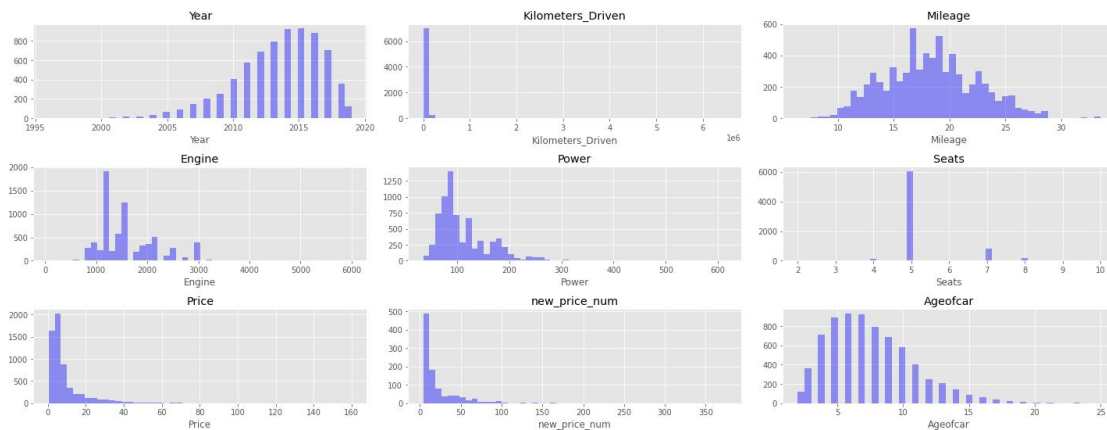 Year
Kilometers_Driven
Mileage
800
600
400
200
0
1995 2000 2005 2010 2015 2020
Year
6000
4000
2000
0
0 1 2 3 4 5 6
1e6
Kilometers_Driven
600
400
200
0
10 15 20 25 30
Mileage
Engine
Power
Seats
2000
1500
1000
500
0
0 1000 2000 3000 4000 5000 6000
Engine
1250
1000
750
500
250
0
100 200 300 400 500 600
Power
6000
4000
2000
0
2 3 4 5 6 7 8 9 10
Seats
Price
new_price_num
Ageofcar
2000
1500
1000
500
0
0 20 40 60 80 100 120 140 160
Price
500
400
300
200
100
0
0 50 100 150 200 250 300 350
new_price_num
800
600
400
200
0
5 10 15 20 25
Ageofcar